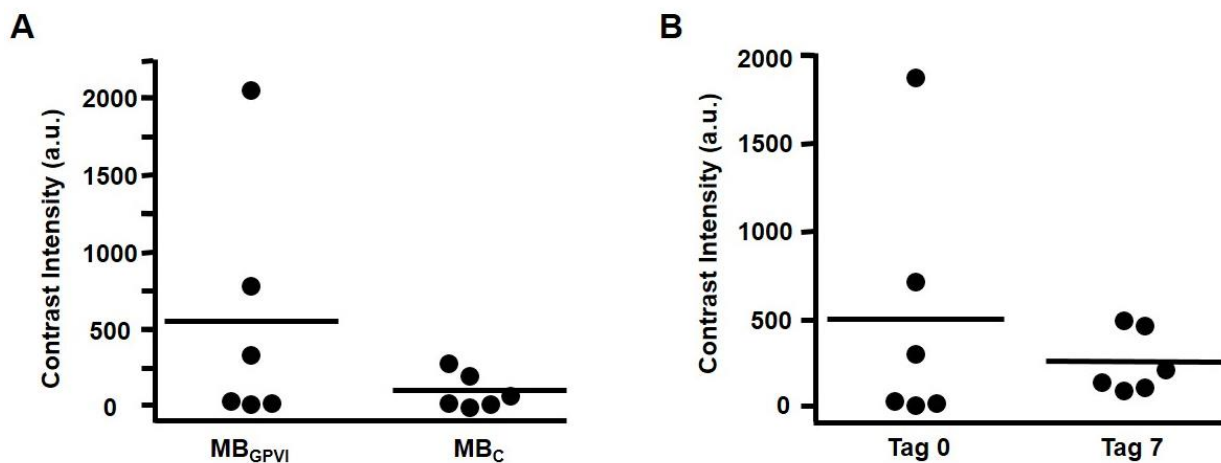 A
Contrast Intensity (a.u.)
2000
1500
1000
500
0
MBGPVI
MBC
B
Contrast Intensity (a.u.)
2000
1500
1000
500
0
Tag 0
Tag 7